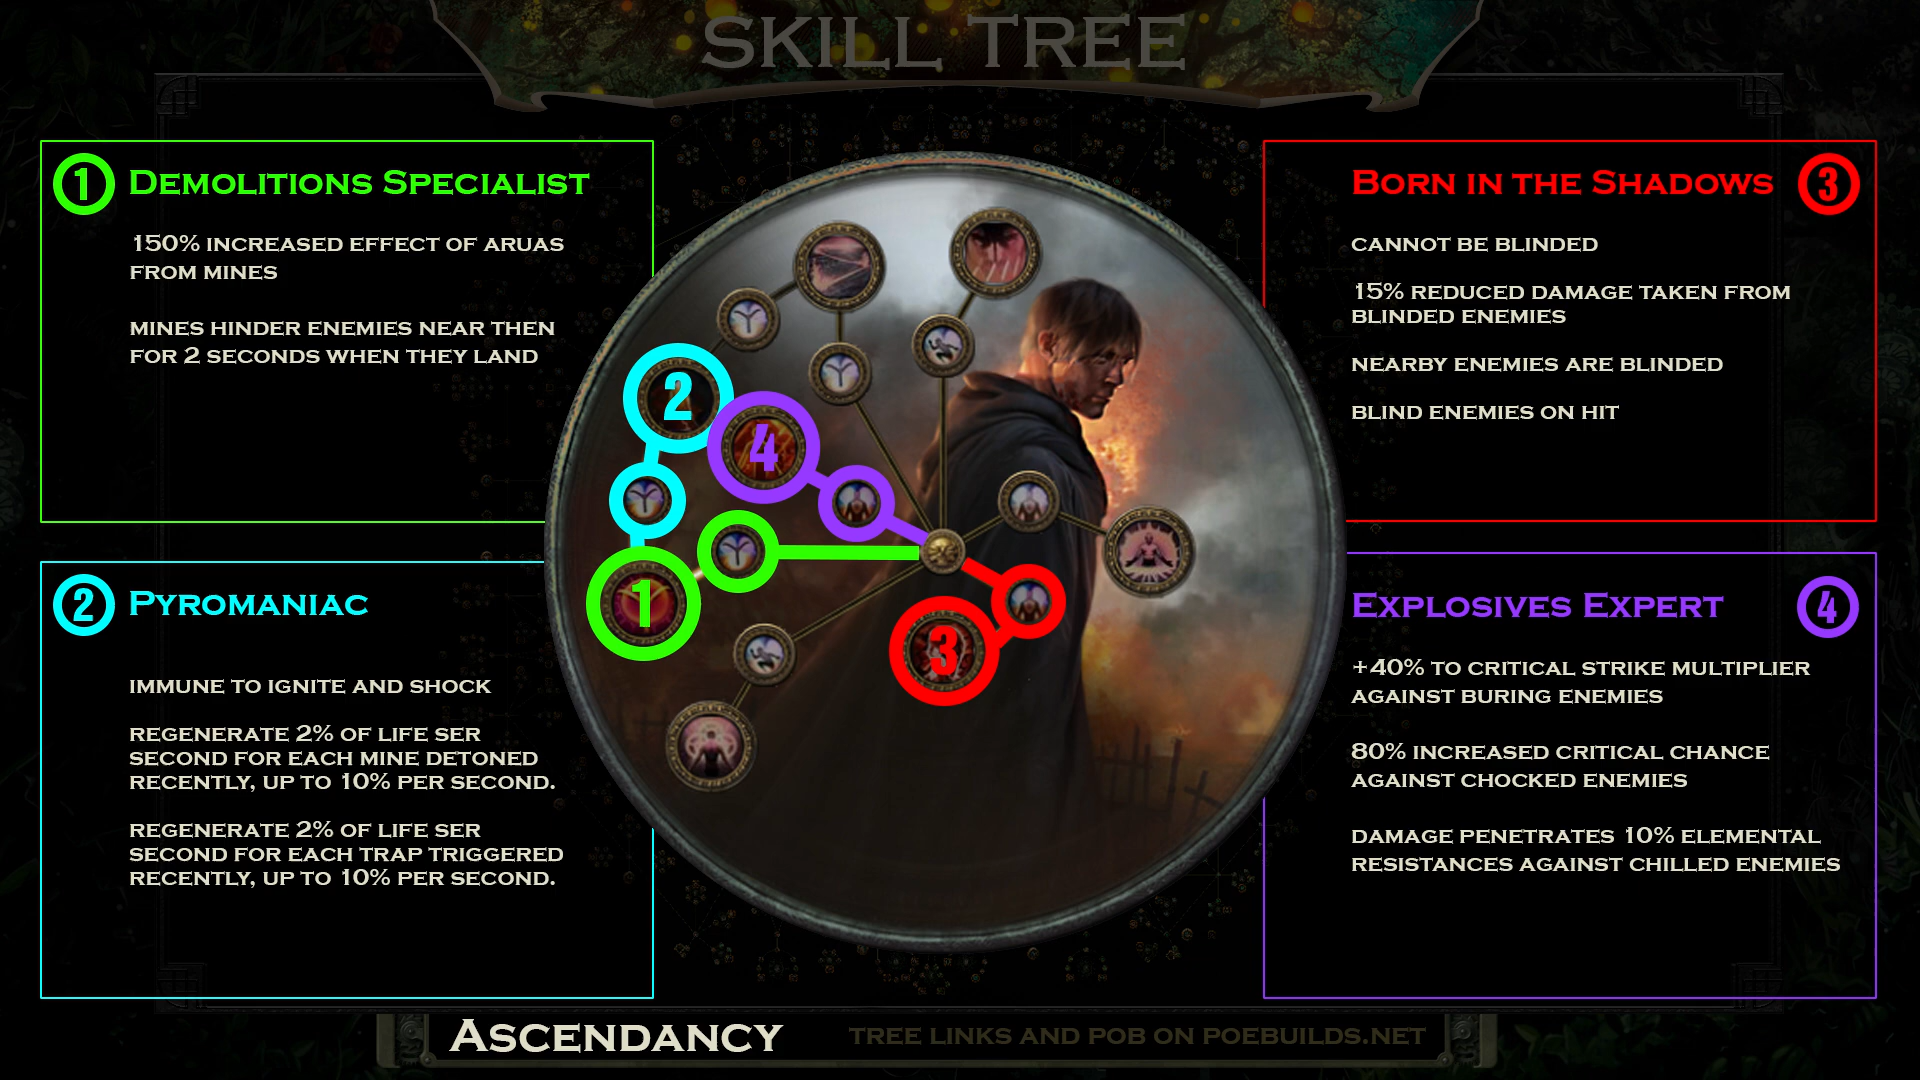 SKILL TREE
1 DEMOLITIONS SPECIALIST
150% INCREASED EFFECT OF ARUAS
FROM MINES
MINES HINDER ENEMIES NEAR THEN
FOR 2 SECONDS WHEN THEY LAND
2 PYROMANIAC
IMMUNE TO IGNITE AND SHOCK
REGENERATE 2% OF LIFE SER
SECOND FOR EACH MINE DETONED
RECENTLY, UP TO 10% PER SECOND.
REGENERATE 2% OF LIFE SER
SECOND FOR EACH TRAP TRIGGERED
RECENTLY, UP TO 10% PER SECOND.
2
4
1
3
BORN IN THE SHADOWS 3
CANNOT BE BLINDED
15% REDUCED DAMAGE TAKEN FROM
BLINDED ENEMIES
NEARBY ENEMIES ARE BLINDED
BLIND ENEMIES ON HIT
EXPLOSIVES EXPERT 4
+40% TO CRITICAL STRIKE MULTIPLIER
AGAINST BURING ENEMIES
80% INCREASED CRITICAL CHANCE
AGAINST CHOCKED ENEMIES
DAMAGE PENETRATES 10% ELEMENTAL
RESISTANCES AGAINST CHILLED ENEMIES
ASCENDANCY TREE LINKS AND POB ON POEBUILDS.NET